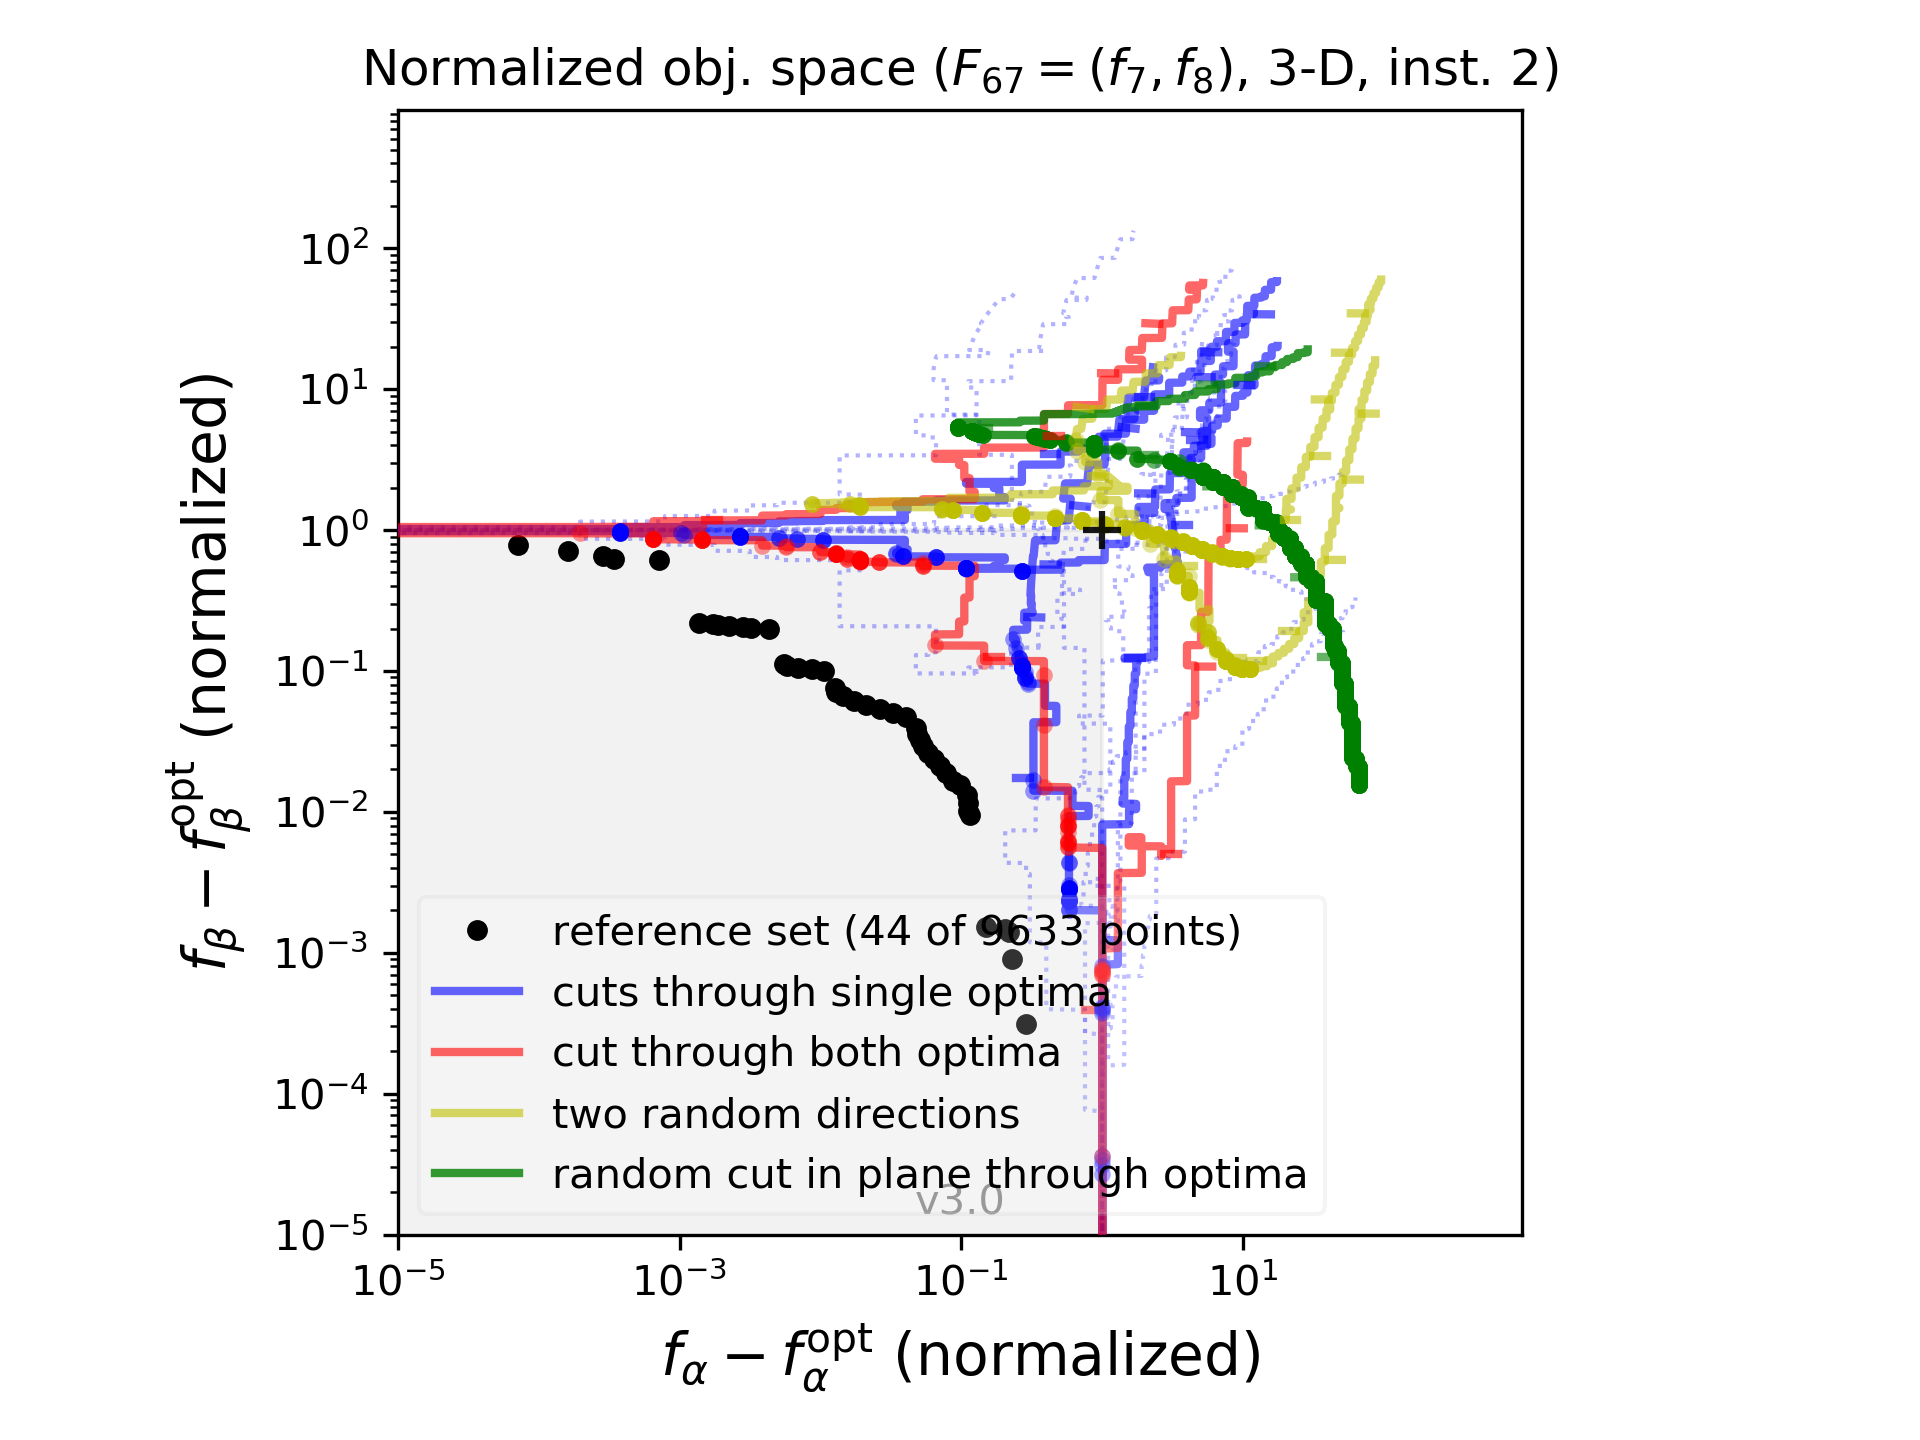 Normalized obj. space (F₆₇ = (f₇, f₈), 3-D, inst. 2)
f_β − f_β^opt (normalized)
10²
10¹
10⁰
10⁻¹
10⁻²
10⁻³
10⁻⁴
10⁻⁵
reference set (44 of 9633 points)
cuts through single optima
cut through both optima
two random directions
random cut in plane through optima
v3.0
10⁻⁵ 10⁻³ 10⁻¹ 10¹
f_α − f_α^opt (normalized)